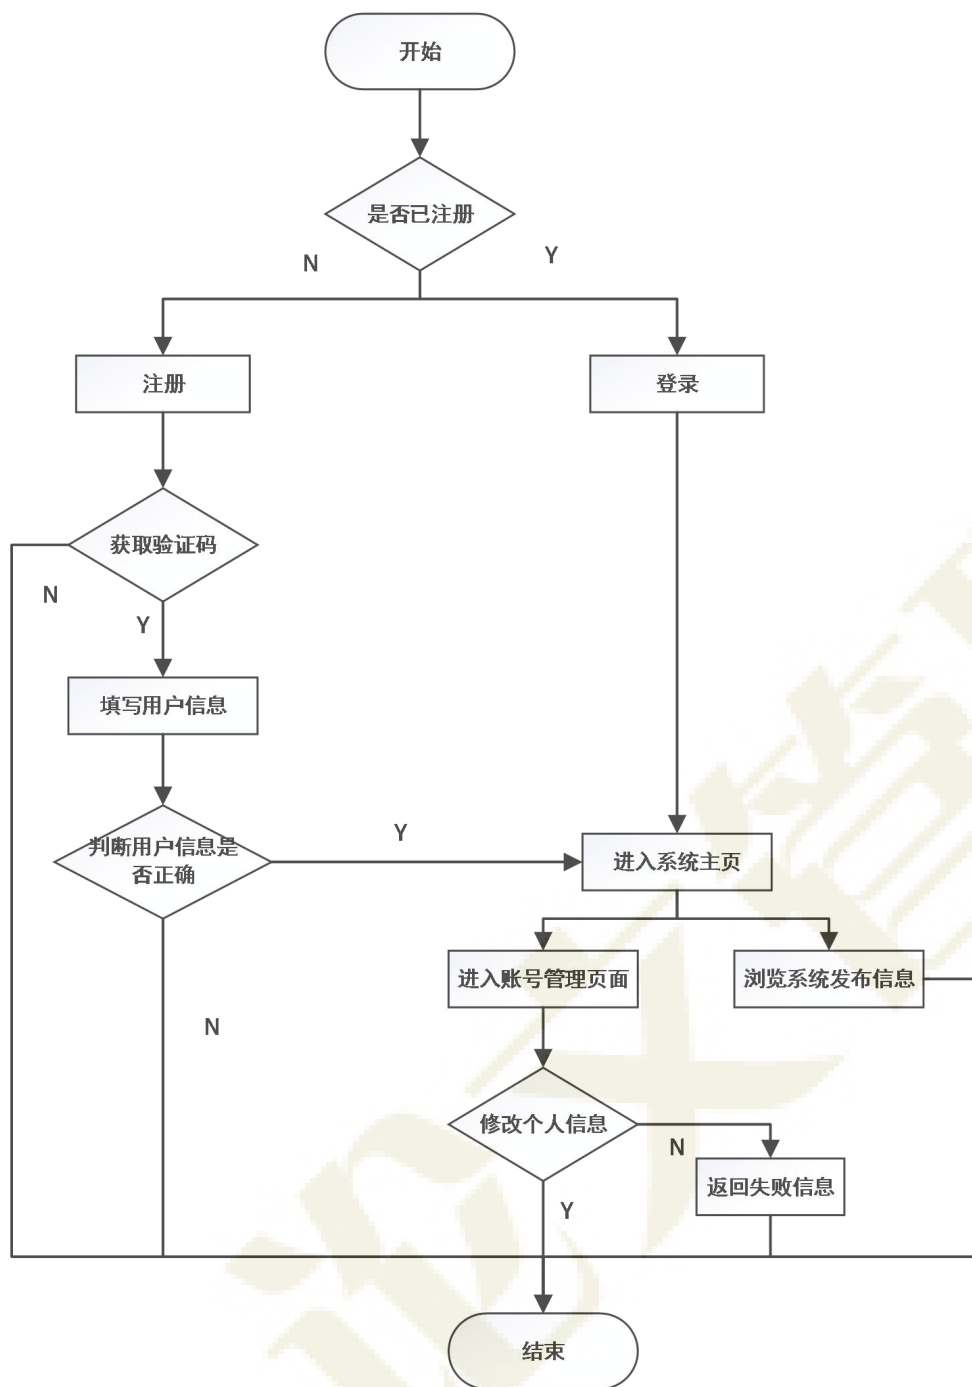 开始
是否已注册
N
Y
注册
登录
获取验证码
N
Y
填写用户信息
判断用户信息是
否正确
Y
进入系统主页
进入账号管理页面
浏览系统发布信息
N
修改个人信息
N
返回失败信息
Y
结束